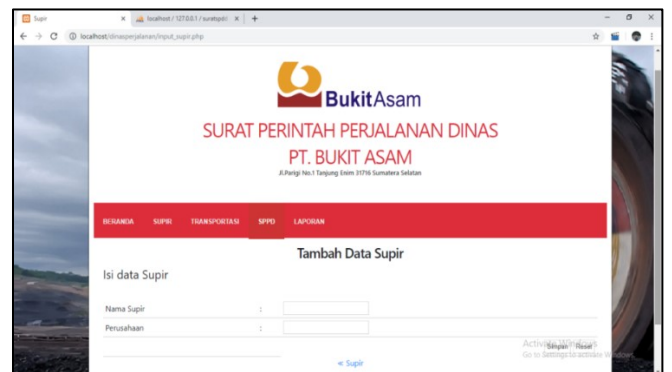 Supir
localhost / 127.0.0.1 /
localhost/dinasperjalanan/input_supir.php
BukitAsam
SURAT PERINTAH PERJALANAN DINAS
PT. BUKIT ASAM
Jl.Parigi No.1 Tanjung Enim 31716 Sumatera Selatan
BERANDA SUPIR TRANSPORTASI SPPD LAPORAN
Tambah Data Supir
Isi data Supir
Nama Supir :
Perusahaan :
Activate Windows
Simpan Reset
Go to Settings to activate Windows.
« Supir